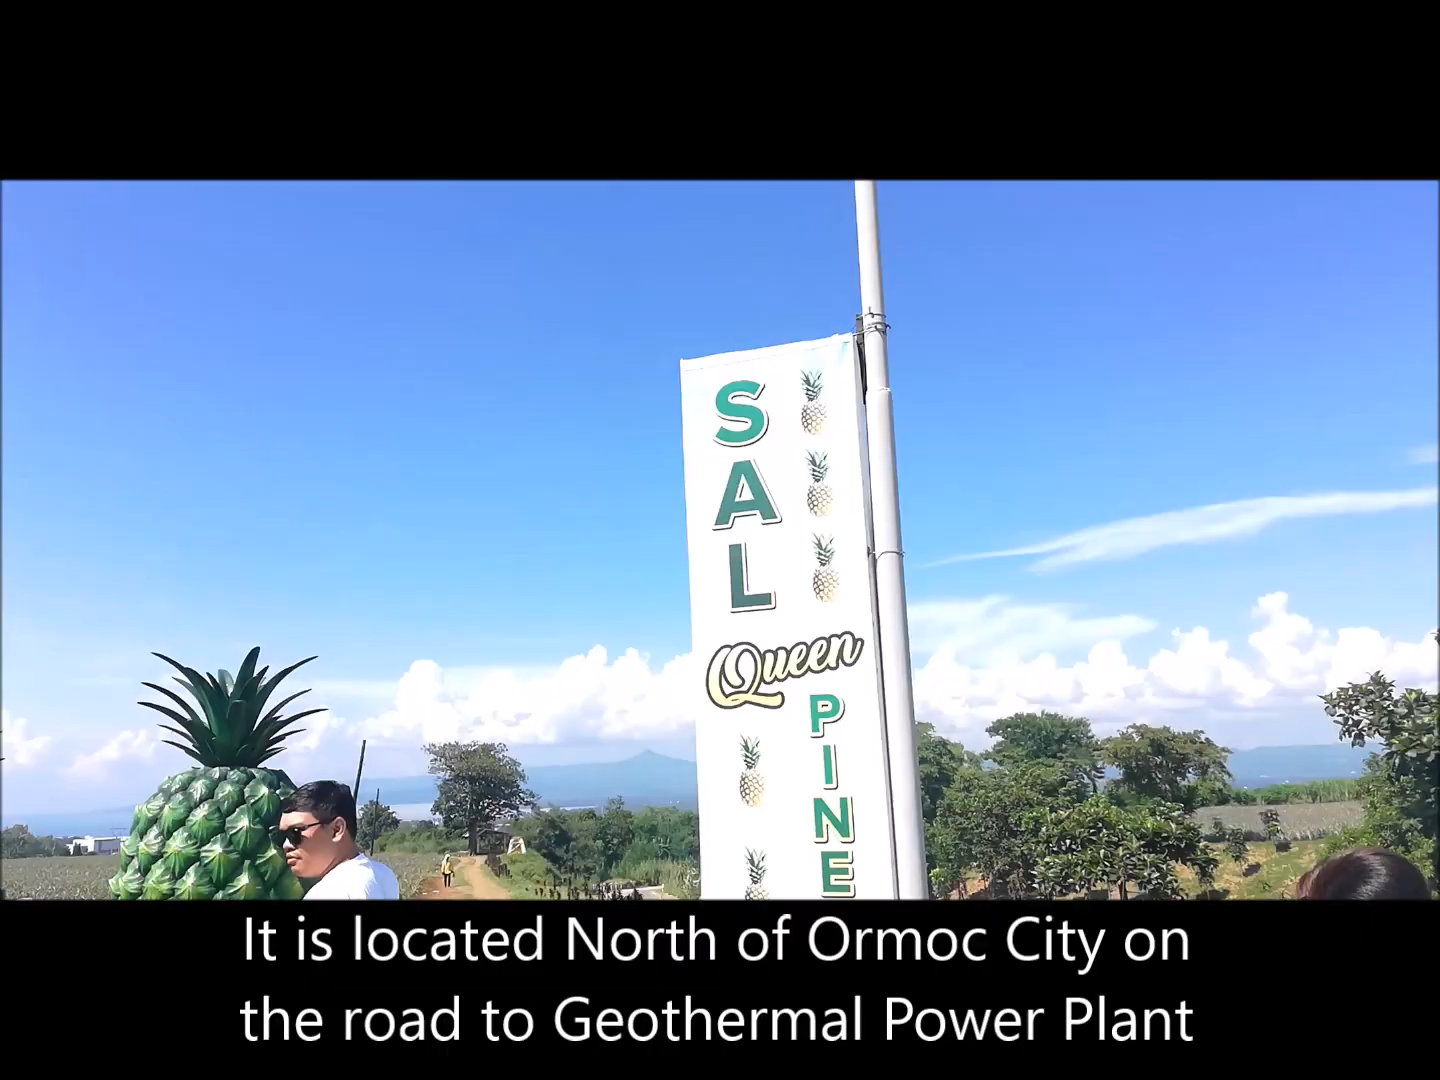 SAL
Queen
PINE
It is located North of Ormoc City on
the road to Geothermal Power Plant